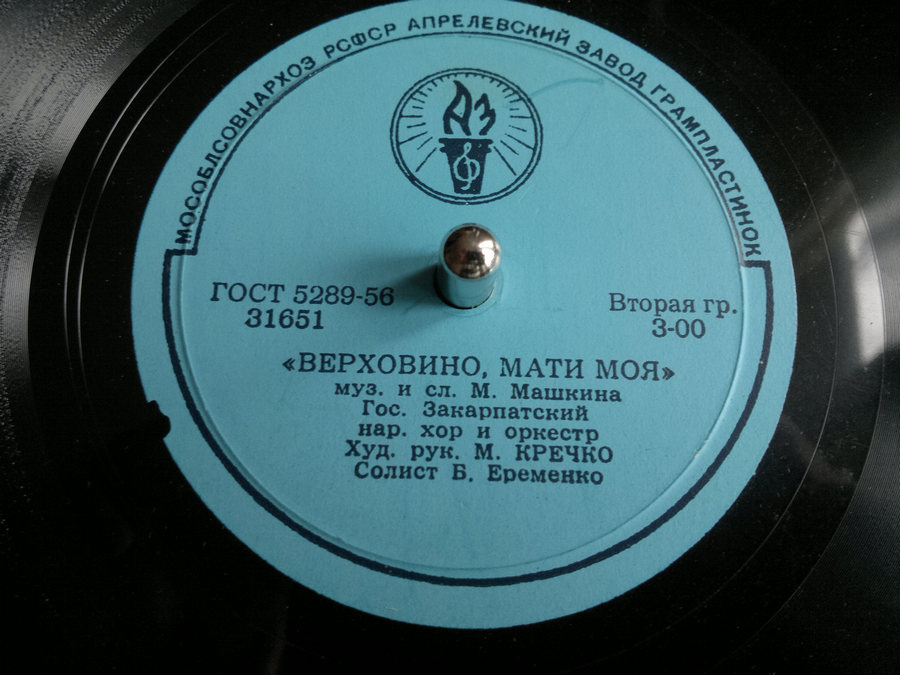 МОСОБЛСОВНАРХОЗ РСФСР АПРЕЛЕВСКИЙ ЗАВОД ГРАМПЛАСТИНОК
АЗ
ГОСТ 5289-56
31651
Вторая гр.
3-00
«ВЕРХОВИНО, МАТИ МОЯ»
муз. и сл. М. Машкина
Гос. Закарпатский
нар. хор и оркестр
Худ. рук. М. КРЕЧКО
Солист Б. Еременко